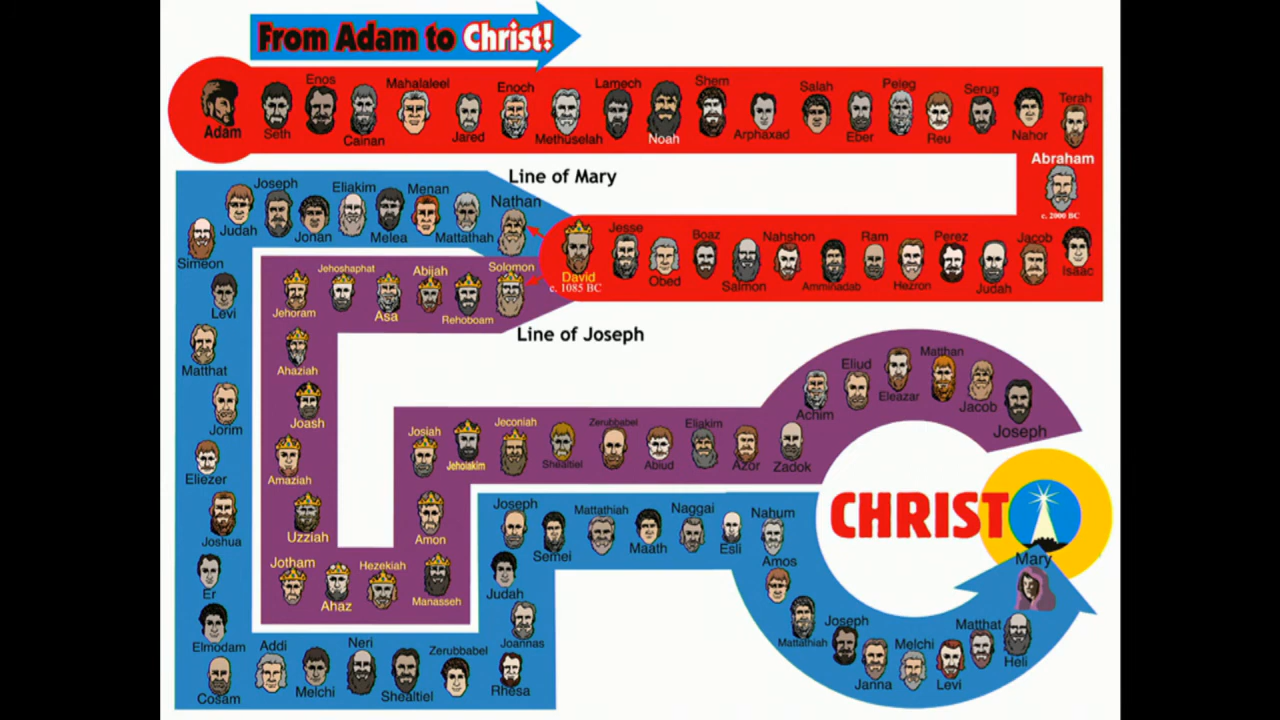 From Adam to Christ!
Adam
Seth
Enos
Cainan
Mahalaleel
Jared
Enoch
Methuselah
Lamech
Noah
Shem
Arphaxad
Salah
Eber
Peleg
Reu
Serug
Nahor
Terah
Abraham
c. 2000 BC
Isaac
Jacob
Judah
Perez
Hezron
Ram
Amminadab
Nahshon
Salmon
Boaz
Obed
Jesse
David
c. 1085 BC
Line of Mary
Nathan
Mattathah
Menan
Melea
Eliakim
Jonan
Joseph
Judah
Simeon
Levi
Matthat
Jorim
Eliezer
Joshua
Er
Elmodam
Cosam
Addi
Melchi
Neri
Shealtiel
Zerubbabel
Rhesa
Joannas
Judah
Joseph
Semei
Mattathiah
Maath
Naggai
Esli
Nahum
Amos
Mattathiah
Joseph
Janna
Melchi
Levi
Matthat
Heli
Mary
Line of Joseph
Solomon
Rehoboam
Abijah
Asa
Jehoshaphat
Jehoram
Ahaziah
Joash
Amaziah
Uzziah
Jotham
Ahaz
Hezekiah
Manasseh
Amon
Josiah
Jehoiakim
Jeconiah
Shealtiel
Zerubbabel
Abiud
Eliakim
Azor
Zadok
Achim
Eliud
Eleazar
Matthan
Jacob
Joseph
CHRIST